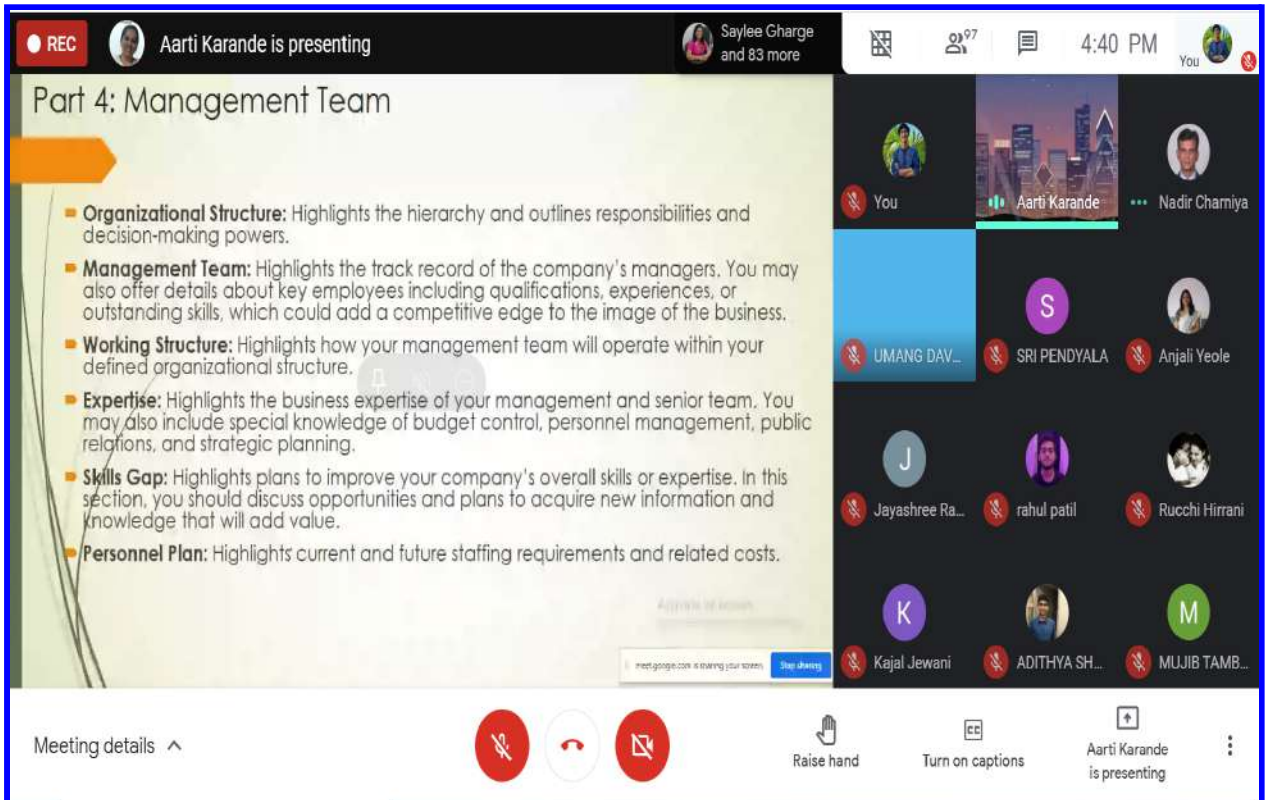 REC
Aarti Karande is presenting
Saylee Gharge
and 83 more
97
4:40 PM
You
Part 4: Management Team
Organizational Structure: Highlights the hierarchy and outlines responsibilities and
decision-making powers.
Management Team: Highlights the track record of the company's managers. You may
also offer details about key employees including qualifications, experiences, or
outstanding skills, which could add a competitive edge to the image of the business.
Working Structure: Highlights how your management team will operate within your
defined organizational structure.
Expertise: Highlights the business expertise of your management and senior team. You
may also include special knowledge of budget control, personnel management, public
relations, and strategic planning.
Skills Gap: Highlights plans to improve your company's overall skills or expertise. In this
section, you should discuss opportunities and plans to acquire new information and
knowledge that will add value.
Personnel Plan: Highlights current and future staffing requirements and related costs.
meet.google.com is sharing your screen.
Stop sharing
You
Aarti Karande
Nadir Charniya
UMANG DAV...
S
SRI PENDYALA
Anjali Yeole
J
Jayashree Ra...
rahul patil
Rucchi Hirrani
K
Kajal Jewani
ADITHYA SH...
M
MUJIB TAMB...
Meeting details
Raise hand
CC
Turn on captions
Aarti Karande
is presenting